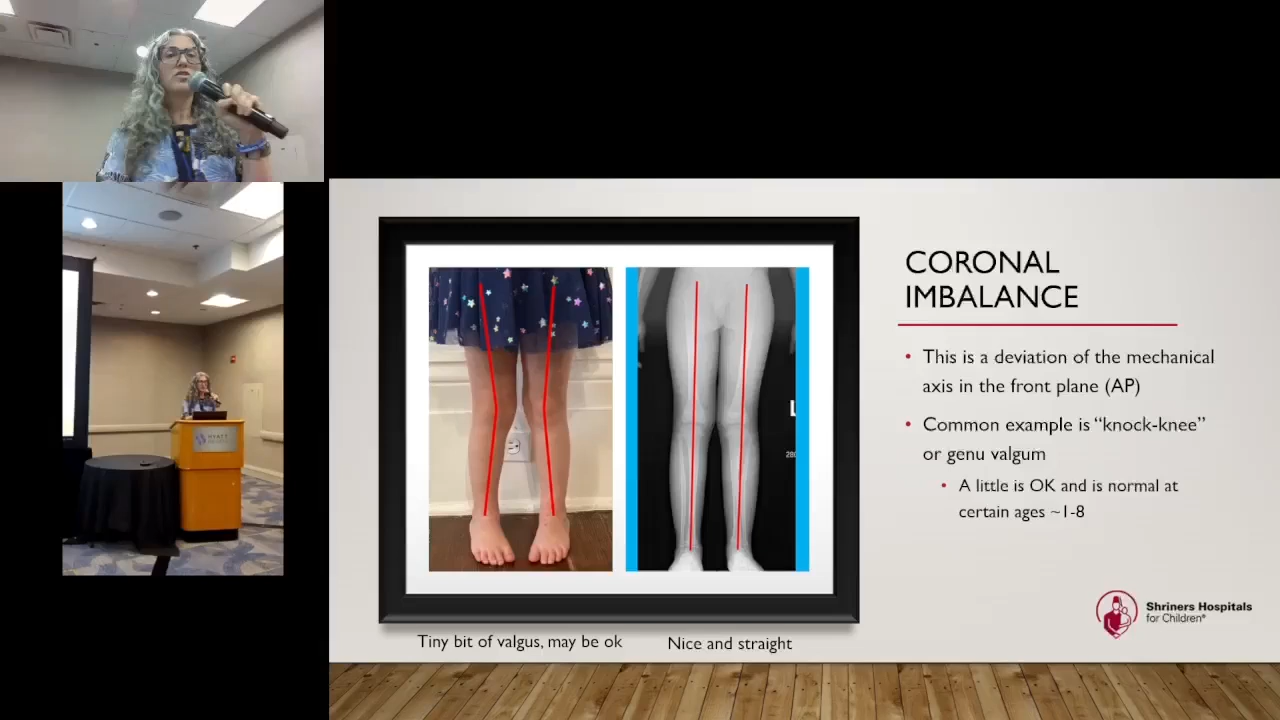 CORONAL
IMBALANCE
• This is a deviation of the mechanical
axis in the front plane (AP)
• Common example is “knock-knee”
or genu valgum
• A little is OK and is normal at
certain ages ~1-8
L
Tiny bit of valgus, may be ok
Nice and straight
Shriners Hospitals
for Children®
HYATT